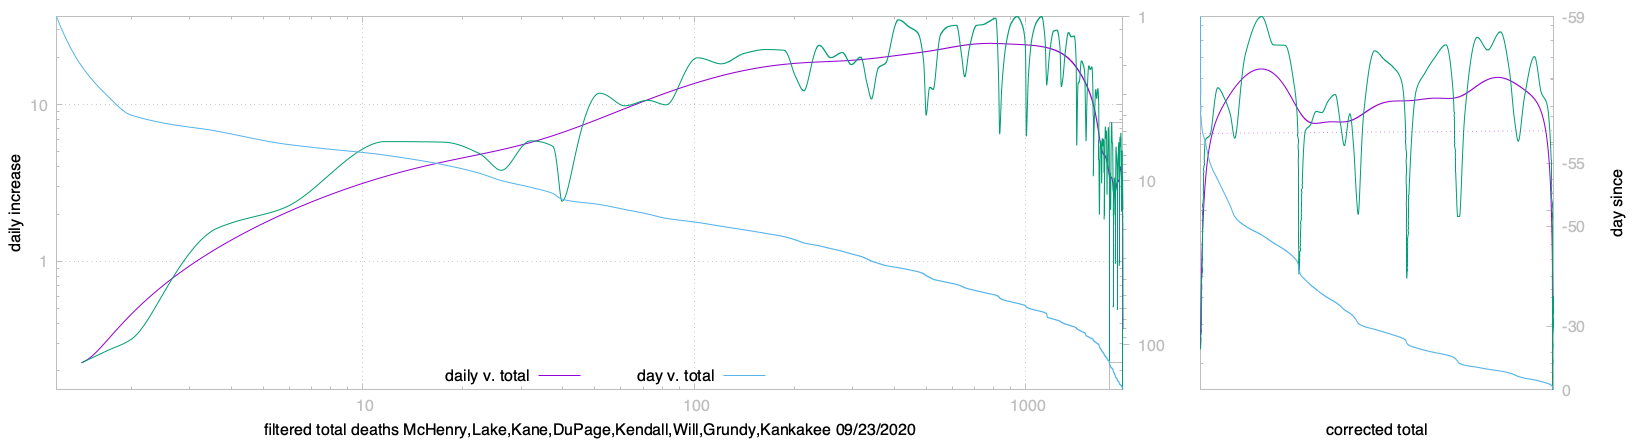 1
-59
10
daily increase
-55
10
-50
day since
1
-30
100
daily v. total
day v. total
0
10
100
1000
filtered total deaths McHenry,Lake,Kane,DuPage,Kendall,Will,Grundy,Kankakee 09/23/2020
corrected total